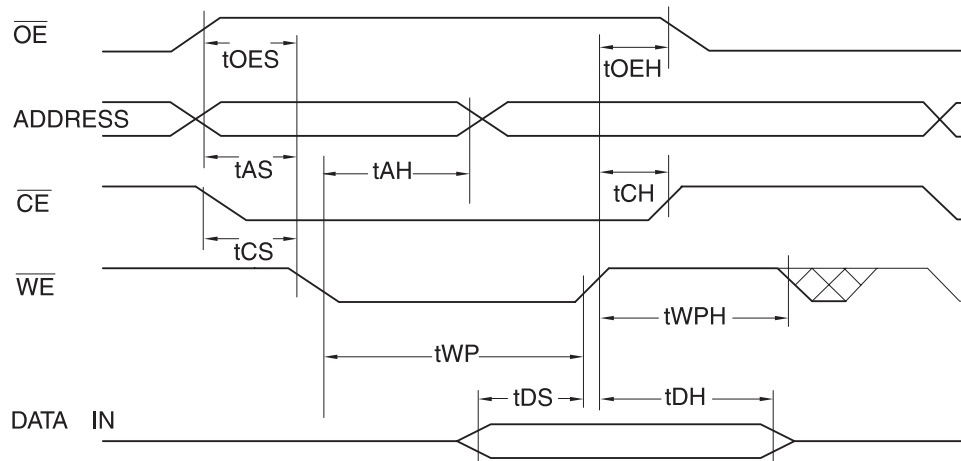 OE
tOES
tOEH
ADDRESS
tAS
tAH
tCH
CE
tCS
WE
tWPH
tWP
tDS
tDH
DATA IN